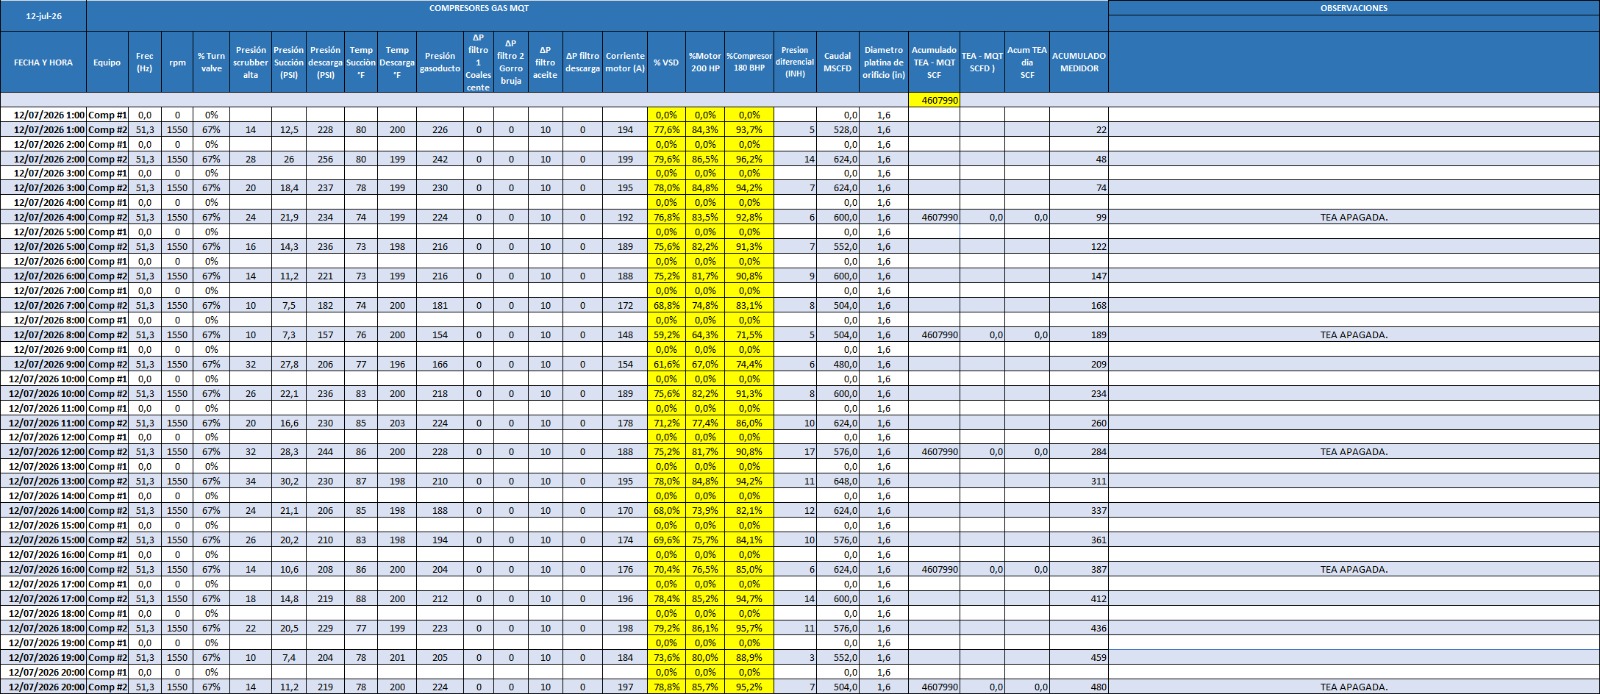 12-jul-26 COMPRESORES GAS MQT OBSERVACIONES
FECHA Y HORA Equipo Frec (Hz) rpm % Turn valve Presión scrubber alta Presión Succión (PSI) Presión descarga (PSI) Temp Succiòn °F Temp Descarga °F Presión gasoducto ΔP filtro 1 Coales cente ΔP filtro 2 Gorro bruja ΔP filtro aceite ΔP filtro descarga Corriente motor (A) % VSD %Motor 200 HP %Compresor 180 BHP Presion diferencial (INH) Caudal MSCFD Diametro platina de orificio (in) Acumulado TEA - MQT SCF TEA - MQT SCFD ) Acum TEA dia SCF ACUMULADO MEDIDOR
4607990
12/07/2026 1:00 Comp #1 0,0 0 0% 0,0% 0,0% 0,0% 0,0 1,6
12/07/2026 1:00 Comp #2 51,3 1550 67% 14 12,5 228 80 200 226 0 0 10 0 194 77,6% 84,3% 93,7% 5 528,0 1,6 22
12/07/2026 2:00 Comp #1 0,0 0 0% 0,0% 0,0% 0,0% 0,0 1,6
12/07/2026 2:00 Comp #2 51,3 1550 67% 28 26 256 80 199 242 0 0 10 0 199 79,6% 86,5% 96,2% 14 624,0 1,6 48
12/07/2026 3:00 Comp #1 0,0 0 0% 0,0% 0,0% 0,0% 0,0 1,6
12/07/2026 3:00 Comp #2 51,3 1550 67% 20 18,4 237 78 199 230 0 0 10 0 195 78,0% 84,8% 94,2% 7 624,0 1,6 74
12/07/2026 4:00 Comp #1 0,0 0 0% 0,0% 0,0% 0,0% 0,0 1,6
12/07/2026 4:00 Comp #2 51,3 1550 67% 24 21,9 234 74 199 224 0 0 10 0 192 76,8% 83,5% 92,8% 6 600,0 1,6 4607990 0,0 0,0 99 TEA APAGADA.
12/07/2026 5:00 Comp #1 0,0 0 0% 0,0% 0,0% 0,0% 0,0 1,6
12/07/2026 5:00 Comp #2 51,3 1550 67% 16 14,3 236 73 198 216 0 0 10 0 189 75,6% 82,2% 91,3% 7 552,0 1,6 122
12/07/2026 6:00 Comp #1 0,0 0 0% 0,0% 0,0% 0,0% 0,0 1,6
12/07/2026 6:00 Comp #2 51,3 1550 67% 14 11,2 221 73 199 216 0 0 10 0 188 75,2% 81,7% 90,8% 9 600,0 1,6 147
12/07/2026 7:00 Comp #1 0,0 0 0% 0,0% 0,0% 0,0% 0,0 1,6
12/07/2026 7:00 Comp #2 51,3 1550 67% 10 7,5 182 74 200 181 0 0 10 0 172 68,8% 74,8% 83,1% 8 504,0 1,6 168
12/07/2026 8:00 Comp #1 0,0 0 0% 0,0% 0,0% 0,0% 0,0 1,6
12/07/2026 8:00 Comp #2 51,3 1550 67% 10 7,3 157 76 200 154 0 0 10 0 148 59,2% 64,3% 71,5% 5 504,0 1,6 4607990 0,0 0,0 189 TEA APAGADA.
12/07/2026 9:00 Comp #1 0,0 0 0% 0,0% 0,0% 0,0% 0,0 1,6
12/07/2026 9:00 Comp #2 51,3 1550 67% 32 27,8 206 77 196 166 0 0 10 0 154 61,6% 67,0% 74,4% 6 480,0 1,6 209
12/07/2026 10:00 Comp #1 0,0 0 0% 0,0% 0,0% 0,0% 0,0 1,6
12/07/2026 10:00 Comp #2 51,3 1550 67% 26 22,1 236 83 200 218 0 0 10 0 189 75,6% 82,2% 91,3% 8 600,0 1,6 234
12/07/2026 11:00 Comp #1 0,0 0 0% 0,0% 0,0% 0,0% 0,0 1,6
12/07/2026 11:00 Comp #2 51,3 1550 67% 20 16,6 230 85 203 224 0 0 10 0 178 71,2% 77,4% 86,0% 10 624,0 1,6 260
12/07/2026 12:00 Comp #1 0,0 0 0% 0,0% 0,0% 0,0% 0,0 1,6
12/07/2026 12:00 Comp #2 51,3 1550 67% 32 28,3 244 86 200 228 0 0 10 0 188 75,2% 81,7% 90,8% 17 576,0 1,6 4607990 0,0 0,0 284 TEA APAGADA.
12/07/2026 13:00 Comp #1 0,0 0 0% 0,0% 0,0% 0,0% 0,0 1,6
12/07/2026 13:00 Comp #2 51,3 1550 67% 34 30,2 230 87 198 210 0 0 10 0 195 78,0% 84,8% 94,2% 11 648,0 1,6 311
12/07/2026 14:00 Comp #1 0,0 0 0% 0,0% 0,0% 0,0% 0,0 1,6
12/07/2026 14:00 Comp #2 51,3 1550 67% 24 21,1 206 85 198 188 0 0 10 0 170 68,0% 73,9% 82,1% 12 624,0 1,6 337
12/07/2026 15:00 Comp #1 0,0 0 0% 0,0% 0,0% 0,0% 0,0 1,6
12/07/2026 15:00 Comp #2 51,3 1550 67% 26 20,2 210 83 198 194 0 0 10 0 174 69,6% 75,7% 84,1% 10 576,0 1,6 361
12/07/2026 16:00 Comp #1 0,0 0 0% 0,0% 0,0% 0,0% 0,0 1,6
12/07/2026 16:00 Comp #2 51,3 1550 67% 14 10,6 208 86 200 204 0 0 10 0 176 70,4% 76,5% 85,0% 6 624,0 1,6 4607990 0,0 0,0 387 TEA APAGADA.
12/07/2026 17:00 Comp #1 0,0 0 0% 0,0% 0,0% 0,0% 0,0 1,6
12/07/2026 17:00 Comp #2 51,3 1550 67% 18 14,8 219 88 200 212 0 0 10 0 196 78,4% 85,2% 94,7% 14 600,0 1,6 412
12/07/2026 18:00 Comp #1 0,0 0 0% 0,0% 0,0% 0,0% 0,0 1,6
12/07/2026 18:00 Comp #2 51,3 1550 67% 22 20,5 229 77 199 223 0 0 10 0 198 79,2% 86,1% 95,7% 11 576,0 1,6 436
12/07/2026 19:00 Comp #1 0,0 0 0% 0,0% 0,0% 0,0% 0,0 1,6
12/07/2026 19:00 Comp #2 51,3 1550 67% 10 7,4 204 78 201 205 0 0 10 0 184 73,6% 80,0% 88,9% 3 552,0 1,6 459
12/07/2026 20:00 Comp #1 0,0 0 0% 0,0% 0,0% 0,0% 0,0 1,6
12/07/2026 20:00 Comp #2 51,3 1550 67% 14 11,2 219 78 200 224 0 0 10 0 197 78,8% 85,7% 95,2% 7 504,0 1,6 4607990 0,0 0,0 480 TEA APAGADA.